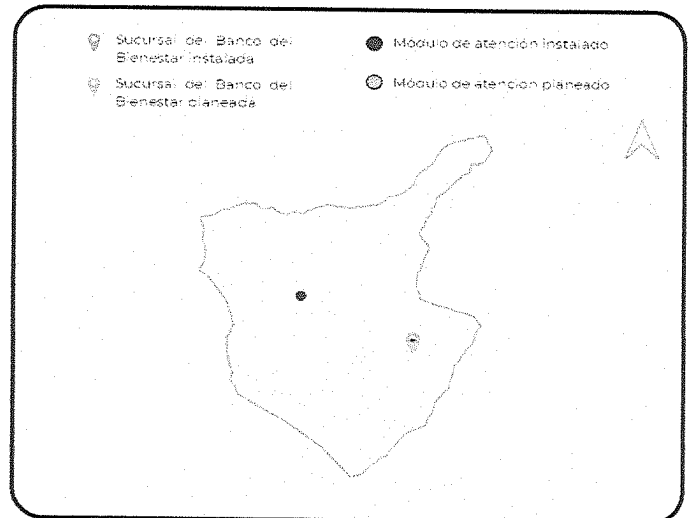 Sucursal del Banco del
Bienestar instalada
Sucursal del Banco del
Bienestar planeada
Módulo de atención instalado
Módulo de atención planeado